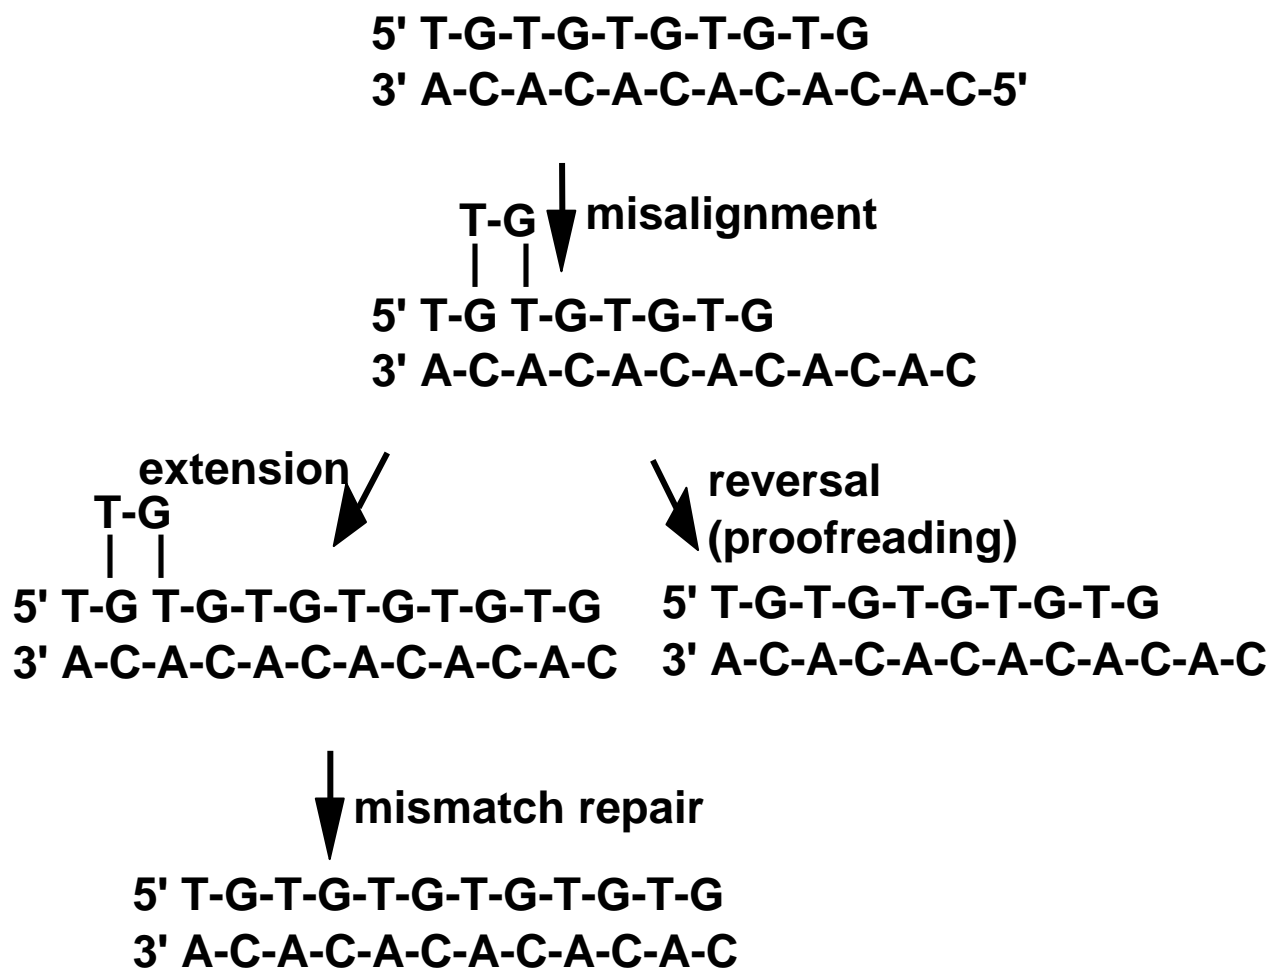 5' T-G-T-G-T-G-T-G-T-G
3' A-C-A-C-A-C-A-C-A-C-A-C-5'
misalignment
T-G
5' T-G T-G-T-G-T-G
3' A-C-A-C-A-C-A-C-A-C-A-C
extension
T-G
5' T-G T-G-T-G-T-G-T-G-T-G
3' A-C-A-C-A-C-A-C-A-C-A-C
reversal
(proofreading)
5' T-G-T-G-T-G-T-G-T-G
3' A-C-A-C-A-C-A-C-A-C-A-C
mismatch repair
5' T-G-T-G-T-G-T-G-T-G-T-G
3' A-C-A-C-A-C-A-C-A-C-A-C